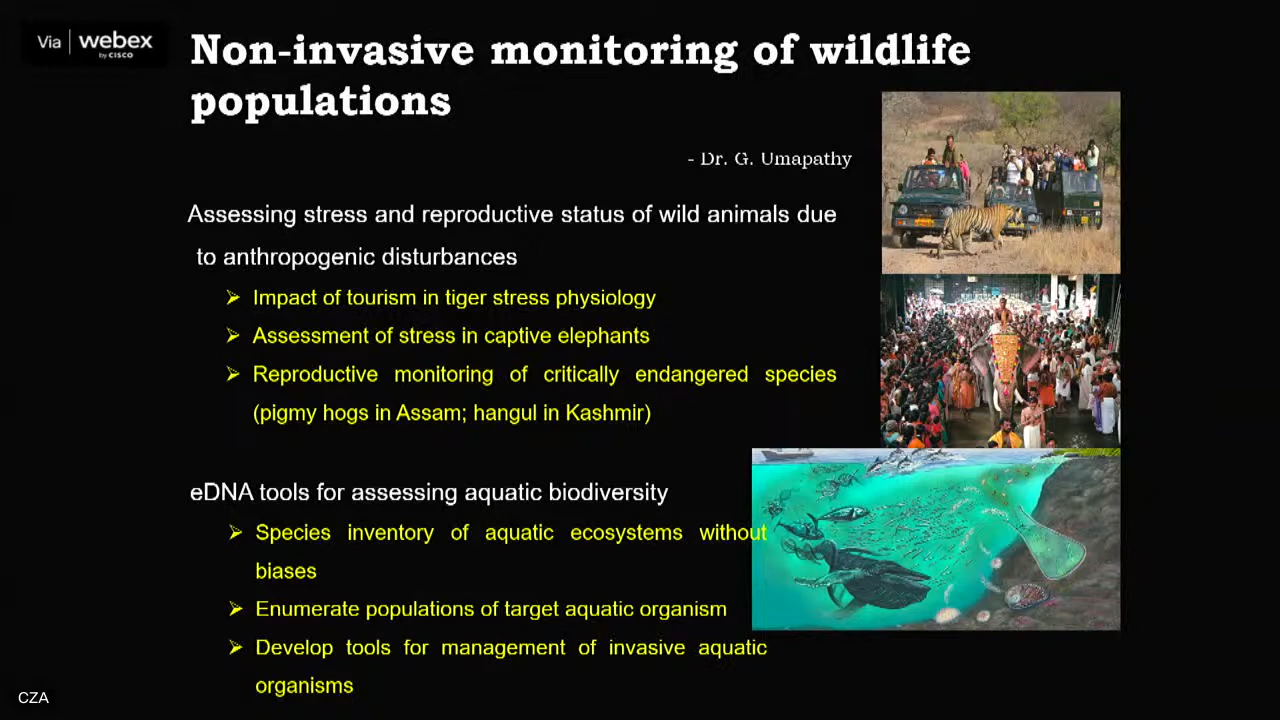 Via webex
by CISCO
Non-invasive monitoring of wildlife
populations
- Dr. G. Umapathy
Assessing stress and reproductive status of wild animals due
to anthropogenic disturbances
➢ Impact of tourism in tiger stress physiology
➢ Assessment of stress in captive elephants
➢ Reproductive monitoring of critically endangered species
(pigmy hogs in Assam; hangul in Kashmir)
eDNA tools for assessing aquatic biodiversity
➢ Species inventory of aquatic ecosystems without
biases
➢ Enumerate populations of target aquatic organism
➢ Develop tools for management of invasive aquatic
organisms
CZA